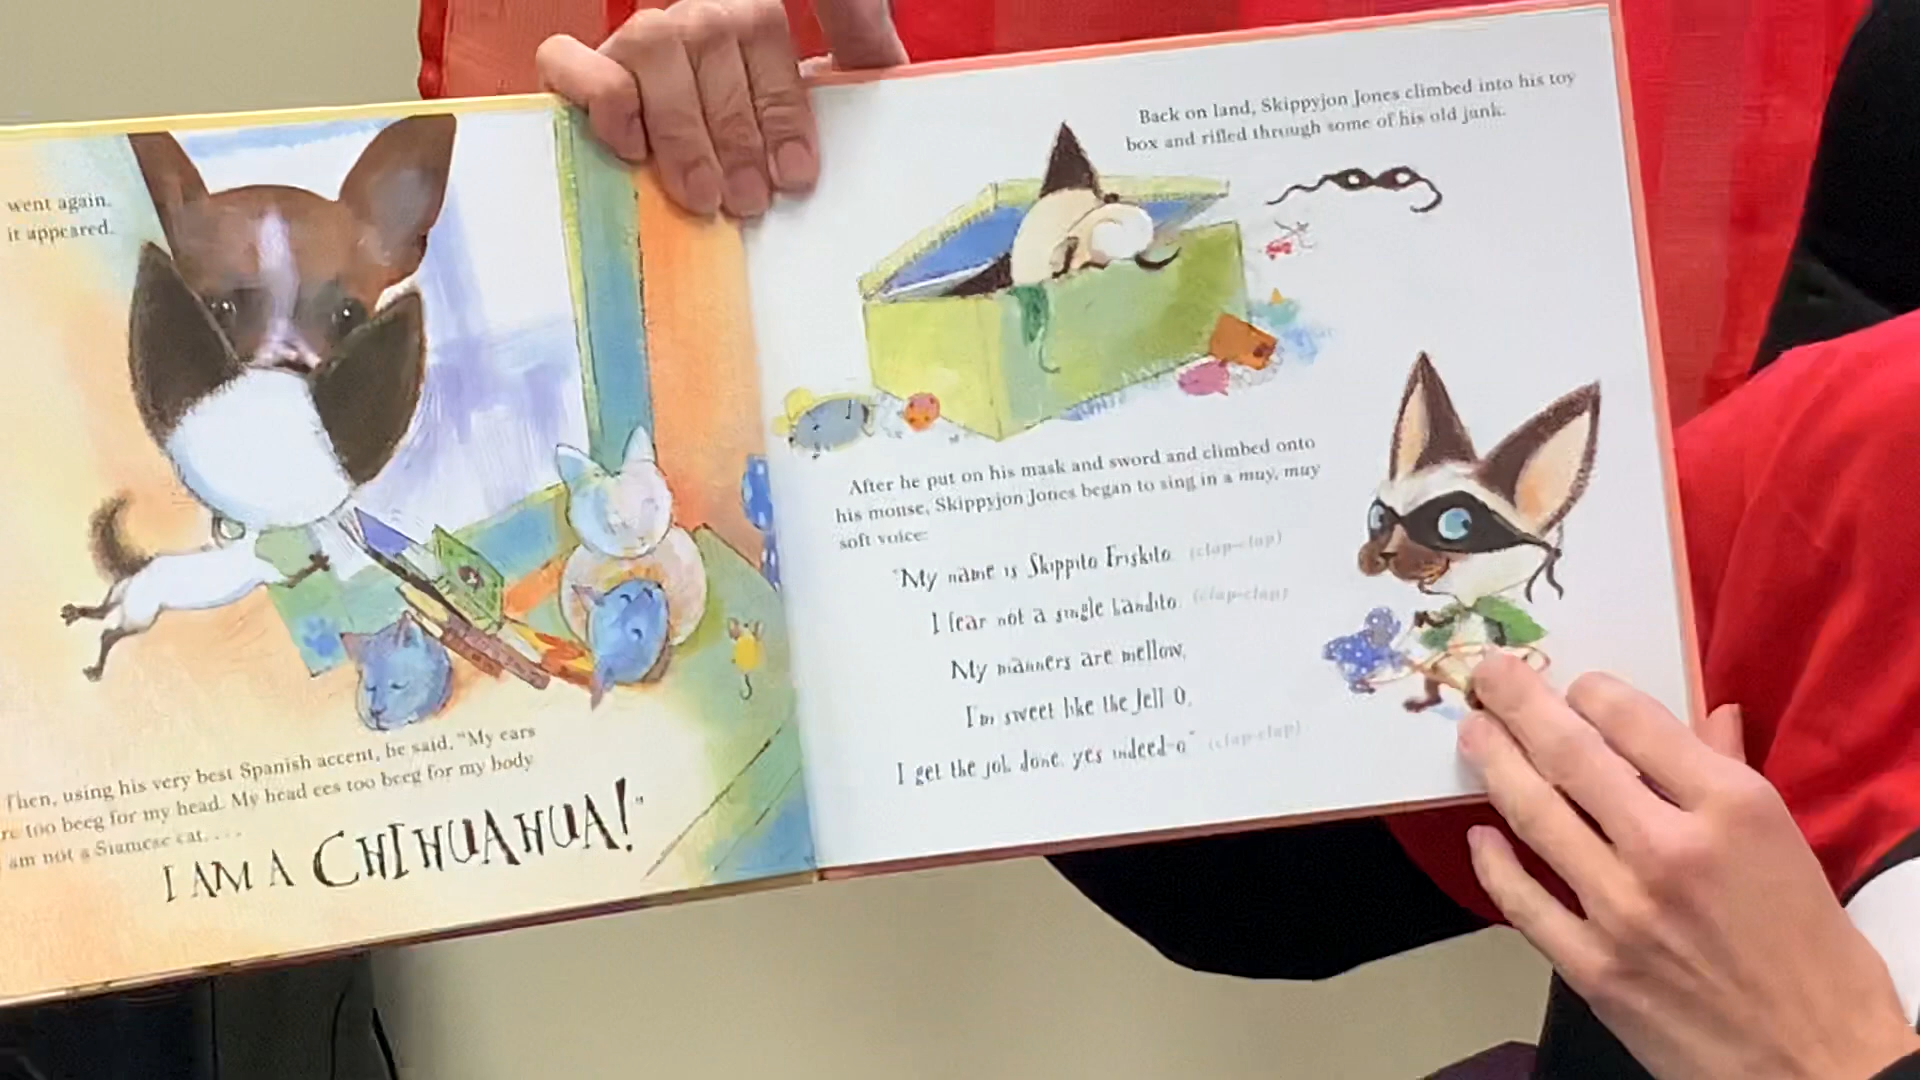 went again.
it appeared.
Then, using his very best Spanish accent, he said, "My ears
too beeg for my head. My head ees too beeg for my body
am not a Siamese cat. . . .
I AM A CHIHUAHUA!"
Back on land, Skippyjon Jones climbed into his toy
box and rifled through some of his old junk.
After he put on his mask and sword and climbed onto
his mouse, Skippyjon Jones began to sing in a muy, muy
soft voice:
"My name is Skippito Friskito. (clap-clap)
I fear not a single bandito. (clap-clap)
My manners are mellow,
I'm sweet like the Jell-O,
I get the job done, yes indeed-o" (clap-clap)